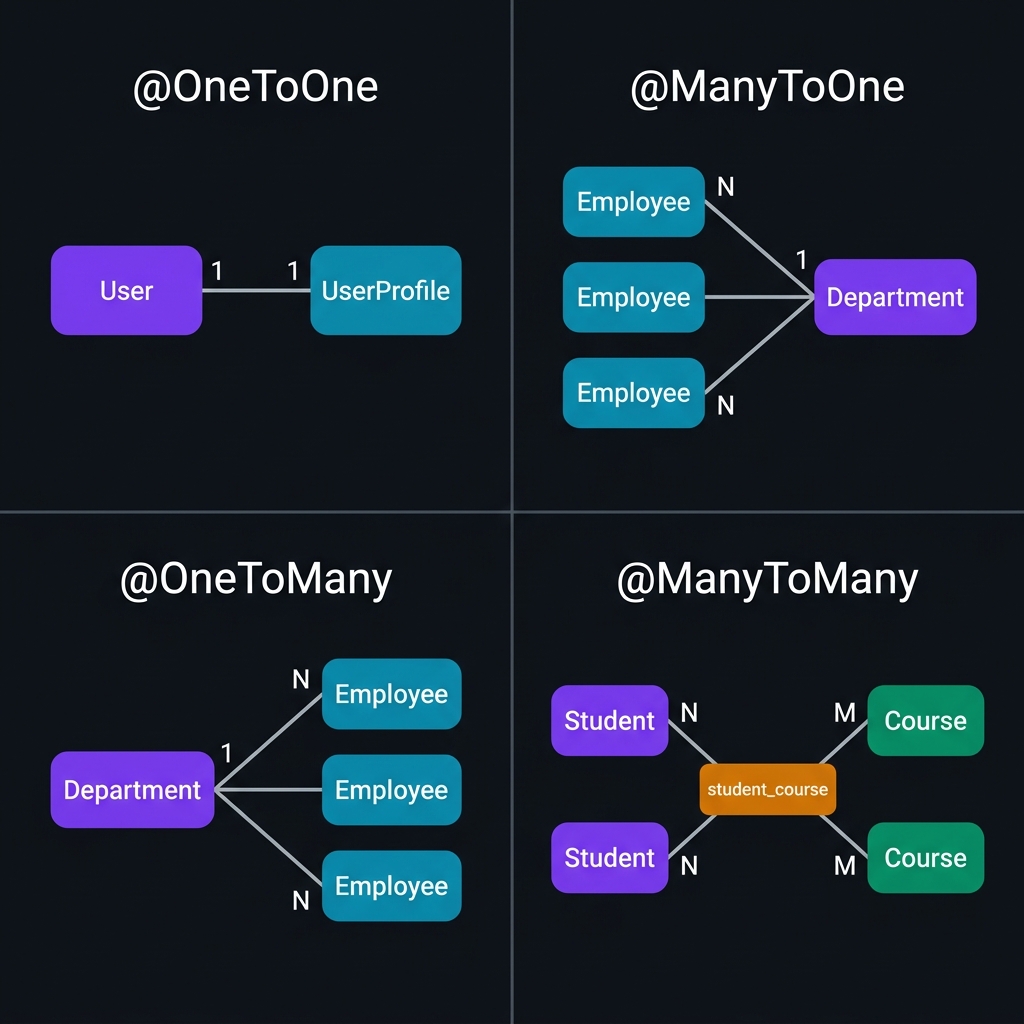 @OneToOne
User
1
1
UserProfile
@ManyToOne
Employee
N
Employee
Employee
N
1
Department
@OneToMany
Department
1
N
Employee
Employee
N
Employee
@ManyToMany
Student
N
M
Course
student_course
Student
N
M
Course